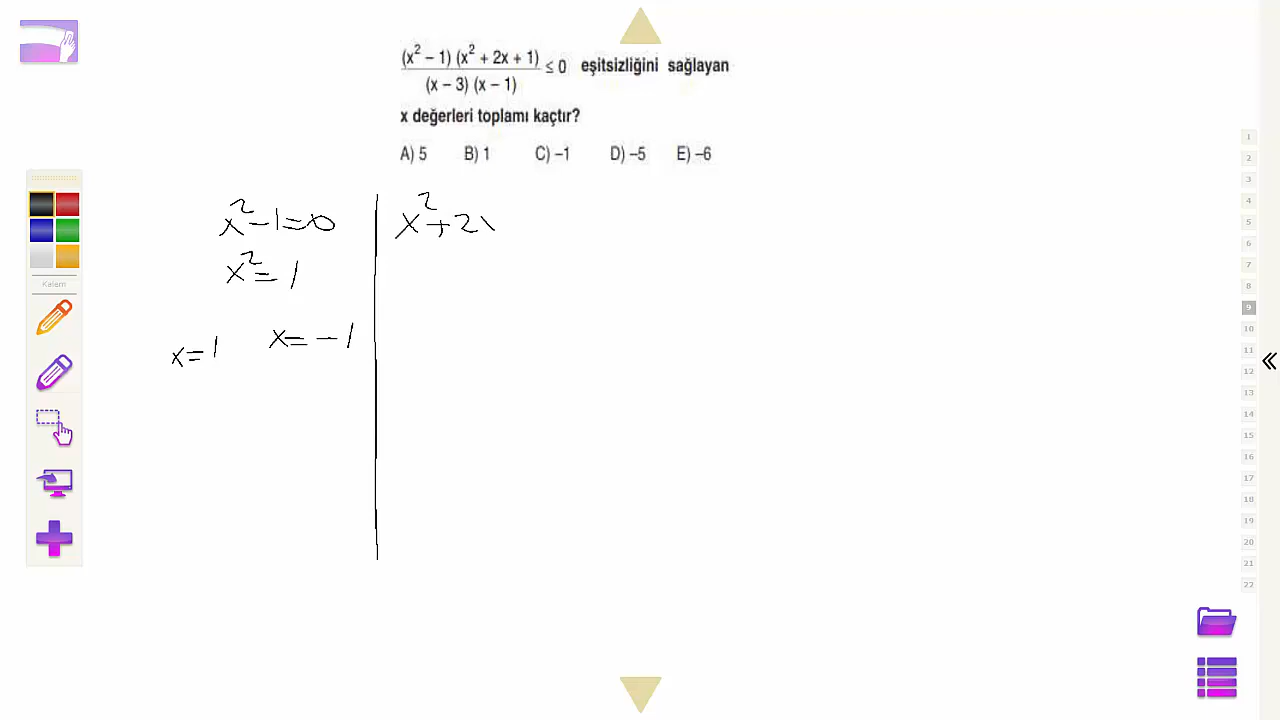 (x² – 1) (x² + 2x + 1)
(x – 3) (x – 1)
≤ 0 eşitsizliğini sağlayan
x değerleri toplamı kaçtır?
A) 5 B) 1 C) –1 D) –5 E) –6
x²-1=0
x²=1
x=1 x=-1
x²+2x
Kalem
1
2
3
4
5
6
7
8
9
10
11
12
13
14
15
16
17
18
19
20
21
22